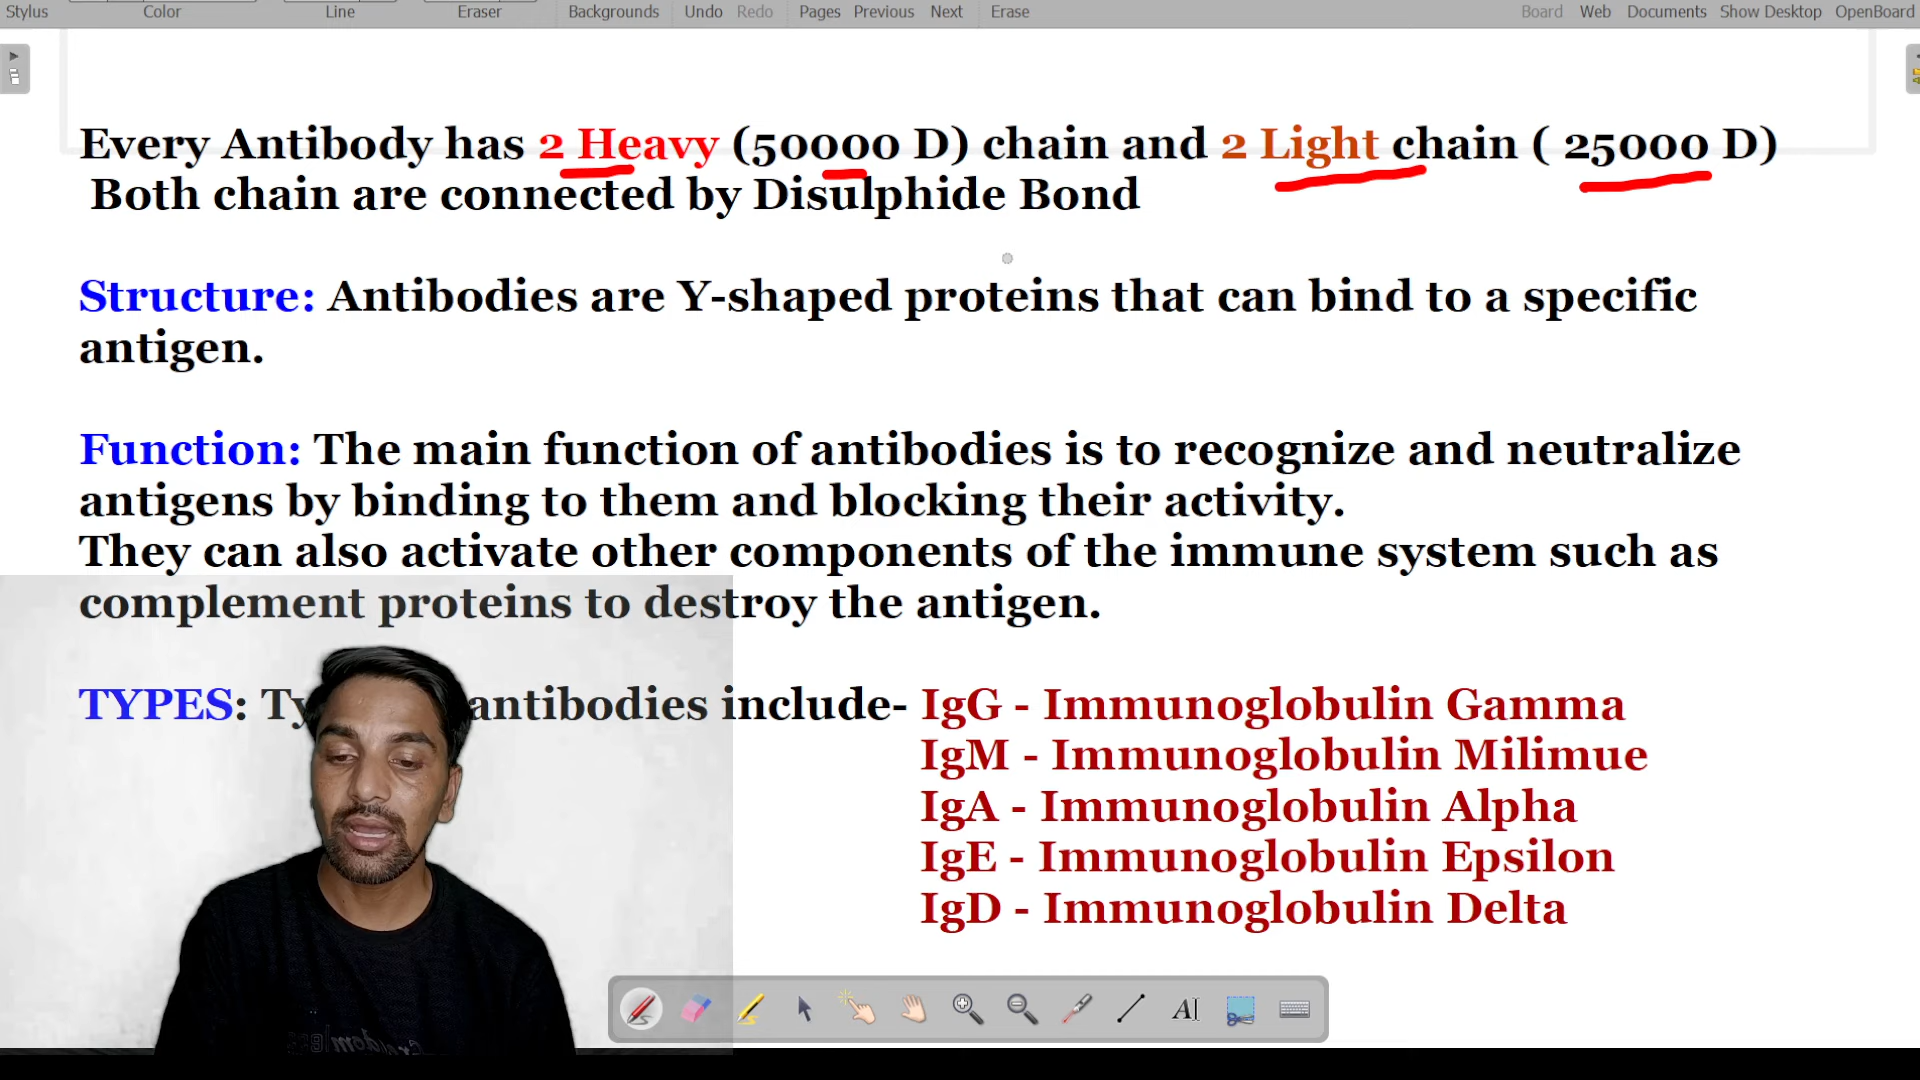 Stylus Color Line Eraser Backgrounds Undo Redo Pages Previous Next Erase Board Web Documents Show Desktop OpenBoard
Every Antibody has 2 Heavy (50000 D) chain and 2 Light chain ( 25000 D)
Both chain are connected by Disulphide Bond
Structure: Antibodies are Y-shaped proteins that can bind to a specific
antigen.
Function: The main function of antibodies is to recognize and neutralize
antigens by binding to them and blocking their activity.
They can also activate other components of the immune system such as
complement proteins to destroy the antigen.
TYPES: antibodies include- IgG - Immunoglobulin Gamma
IgM - Immunoglobulin Milimue
IgA - Immunoglobulin Alpha
IgE - Immunoglobulin Epsilon
IgD - Immunoglobulin Delta